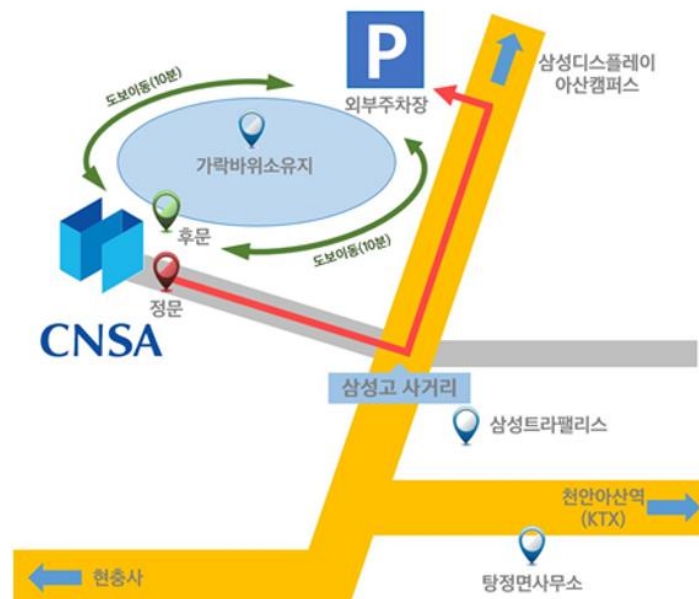 삼성디스플레이
아산캠퍼스
P
외부주차장
도보이동(10분)
가락바위소유지
후문
도보이동(10분)
정문
CNSA
삼성고 사거리
삼성트라팰리스
천안아산역
(KTX)
현충사
탕정면사무소